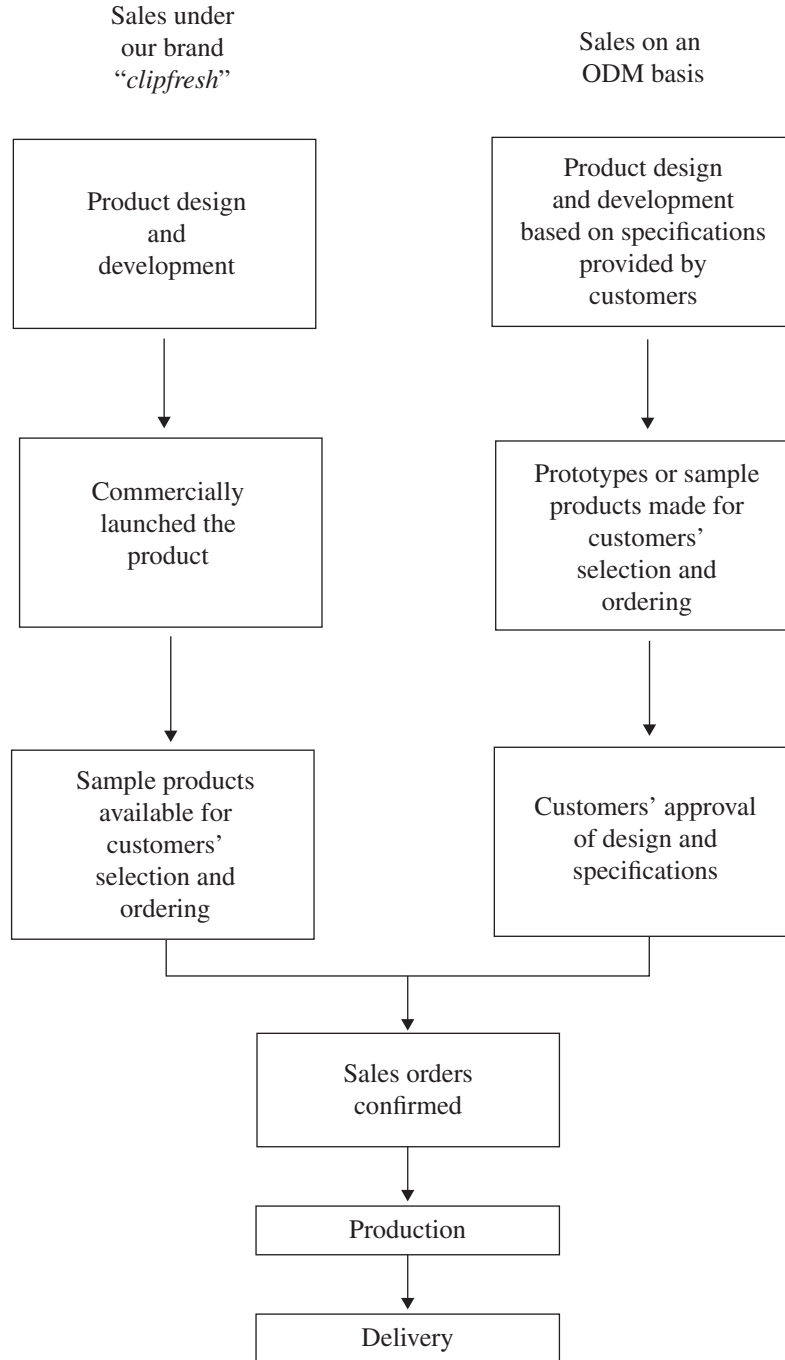 Sales under
our brand
“clipfresh”
Sales on an
ODM basis
Product design
and
development
Product design
and development
based on specifications
provided by
customers
Commercially
launched the
product
Prototypes or sample
products made for
customers’
selection and
ordering
Sample products
available for
customers’
selection and
ordering
Customers’ approval
of design and
specifications
Sales orders
confirmed
Production
Delivery